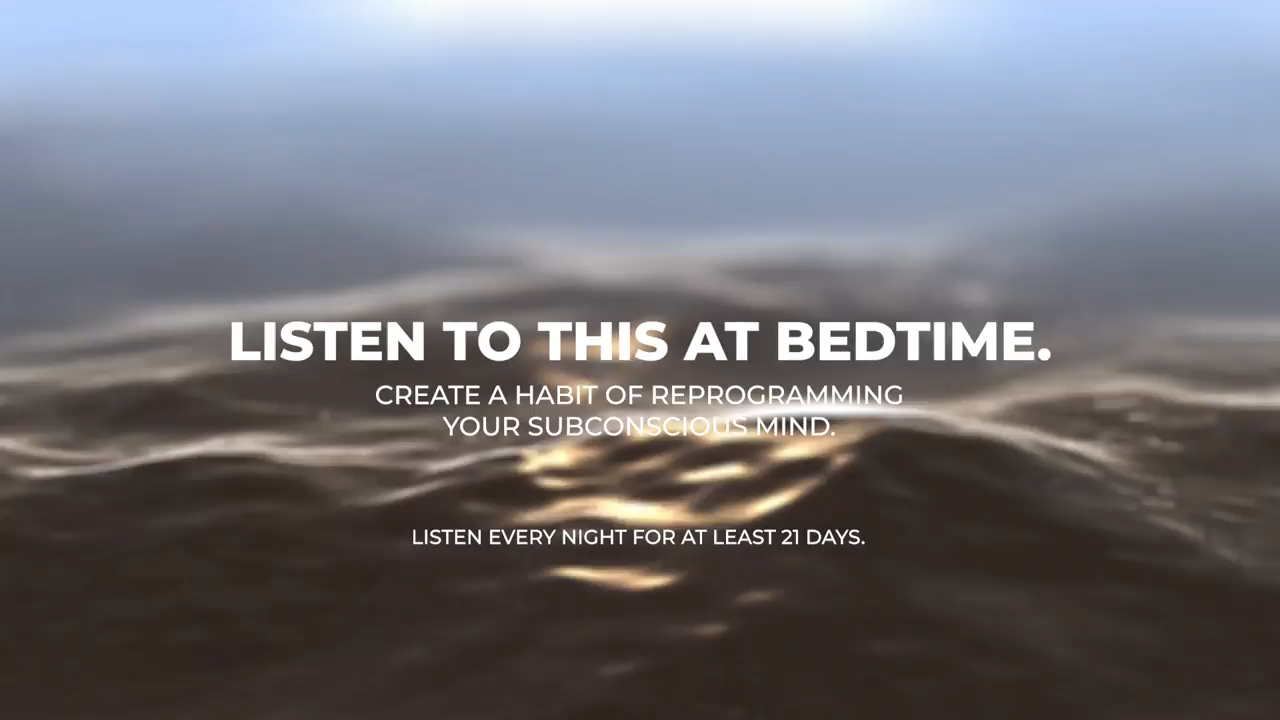 LISTEN TO THIS AT BEDTIME.
CREATE A HABIT OF REPROGRAMMING
YOUR SUBCONSCIOUS MIND.
LISTEN EVERY NIGHT FOR AT LEAST 21 DAYS.